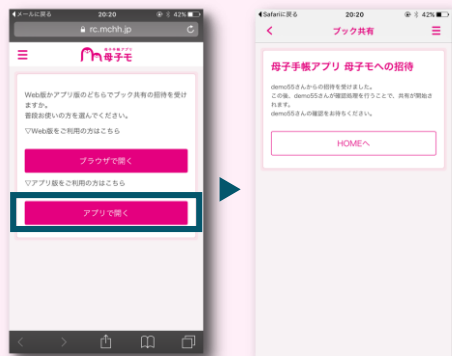 メールに戻る 20:20 42%
rc.mchh.jp
母子手帳アプリ
母子モ
Web版かアプリ版のどちらでブック共有の招待を受け
ますか。
普段お使いの方を選んでください。
▽Web版をご利用の方はこちら
ブラウザで開く
▽アプリ版をご利用の方はこちら
アプリで開く
Safariに戻る 20:20 42%
ブック共有
母子手帳アプリ 母子モへの招待
demo55さんからの招待を受けました。
この後、demo55さんが確認処理を行うことで、共有が開始さ
れます。
demo55さんの確認をお待ちください。
HOMEへ